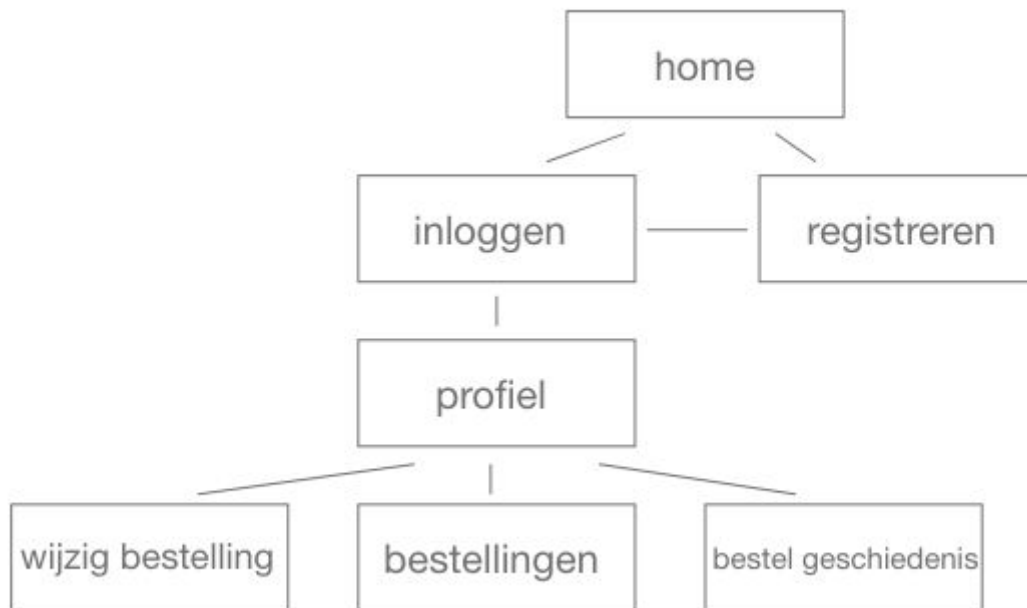 home
inloggen
registreren
profiel
wijzig bestelling
bestellingen
bestel geschiedenis